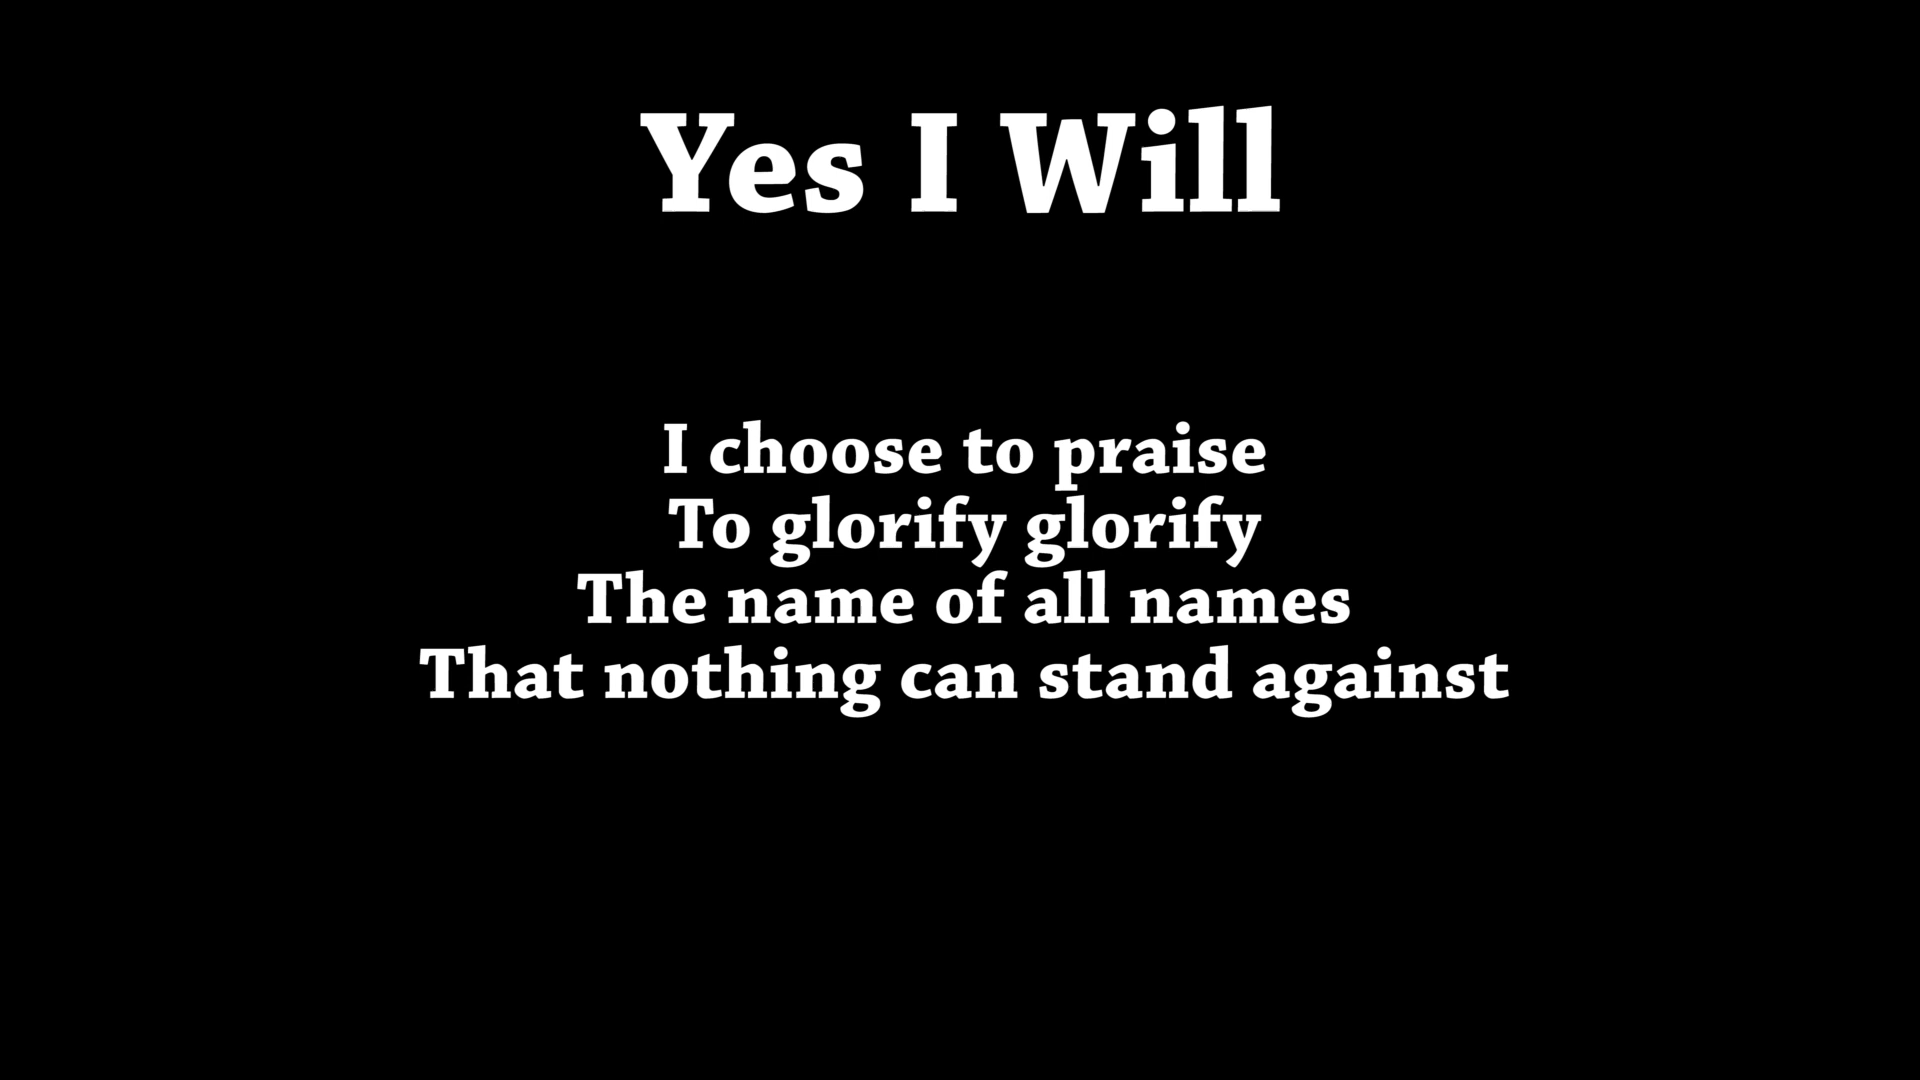 Yes I Will
I choose to praise
To glorify glorify
The name of all names
That nothing can stand against